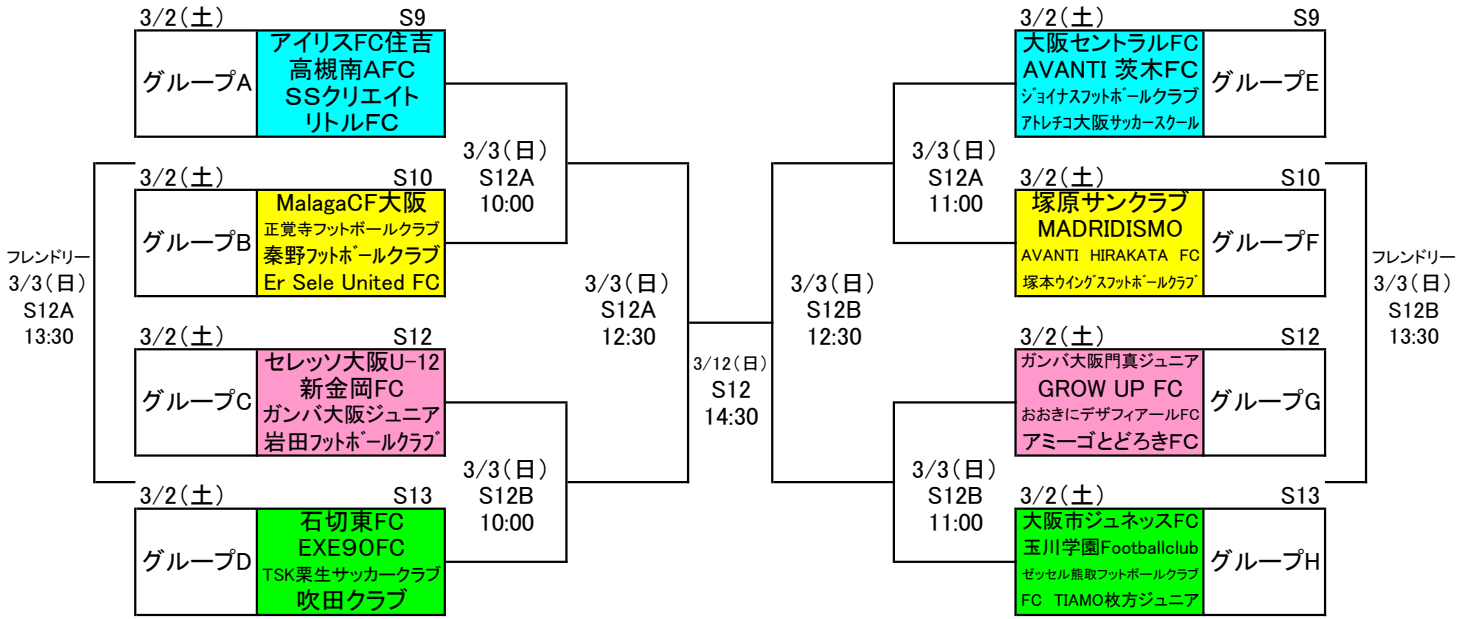 3/2(土) S9
グループA
アイリスFC住吉
高槻南AFC
SSクリエイト
リトルFC
3/2(土) S10
グループB
MalagaCF大阪
正覚寺フットボールクラブ
秦野フットボールクラブ
Er Sele United FC
3/2(土) S12
グループC
セレッソ大阪U-12
新金岡FC
ガンバ大阪ジュニア
岩田フットボールクラブ
3/2(土) S13
グループD
石切東FC
EXE90FC
TSK栗生サッカークラブ
吹田クラブ
フレンドリー
3/3(日)
S12A
13:30
3/3(日)
S12A
10:00
3/3(日)
S12B
10:00
3/3(日)
S12A
12:30
3/12(日)
S12
14:30
3/3(日)
S12B
12:30
3/3(日)
S12A
11:00
3/3(日)
S12B
11:00
3/2(土) S9
大阪セントラルFC
AVANTI 茨木FC
ジョイナスフットボールクラブ
アトレチコ大阪サッカースクール
グループE
3/2(土) S10
塚原サンクラブ
MADRIDISMO
AVANTI HIRAKATA FC
塚本ウイングスフットボールクラブ
グループF
3/2(土) S12
ガンバ大阪門真ジュニア
GROW UP FC
おおきにデザフィアールFC
アミーゴとどろきFC
グループG
3/2(土) S13
大阪市ジュネッスFC
玉川学園Footballclub
ゼッセル熊取フットボールクラブ
FC TIAMO枚方ジュニア
グループH
フレンドリー
3/3(日)
S12B
13:30